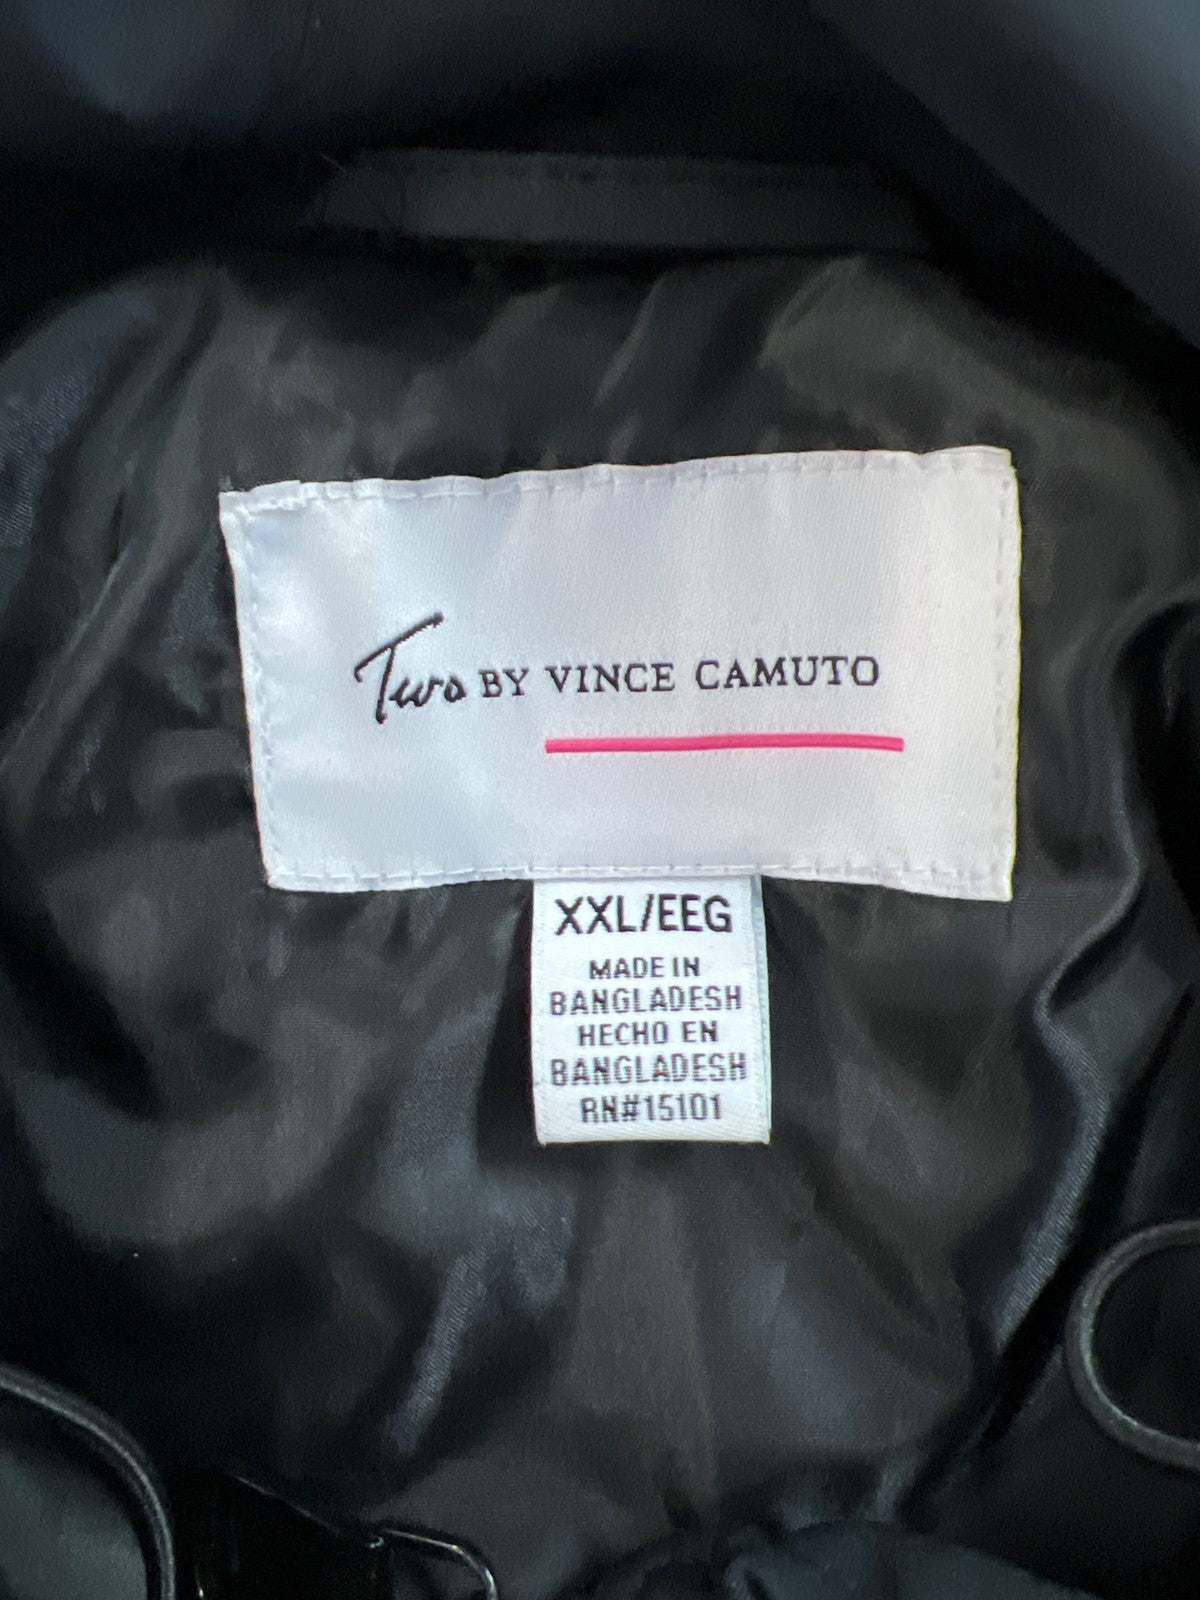 Two BY VINCE CAMUTO
XXL/EEG
MADE IN
BANGLADESH
HECHO EN
BANGLADESH
RN#15101